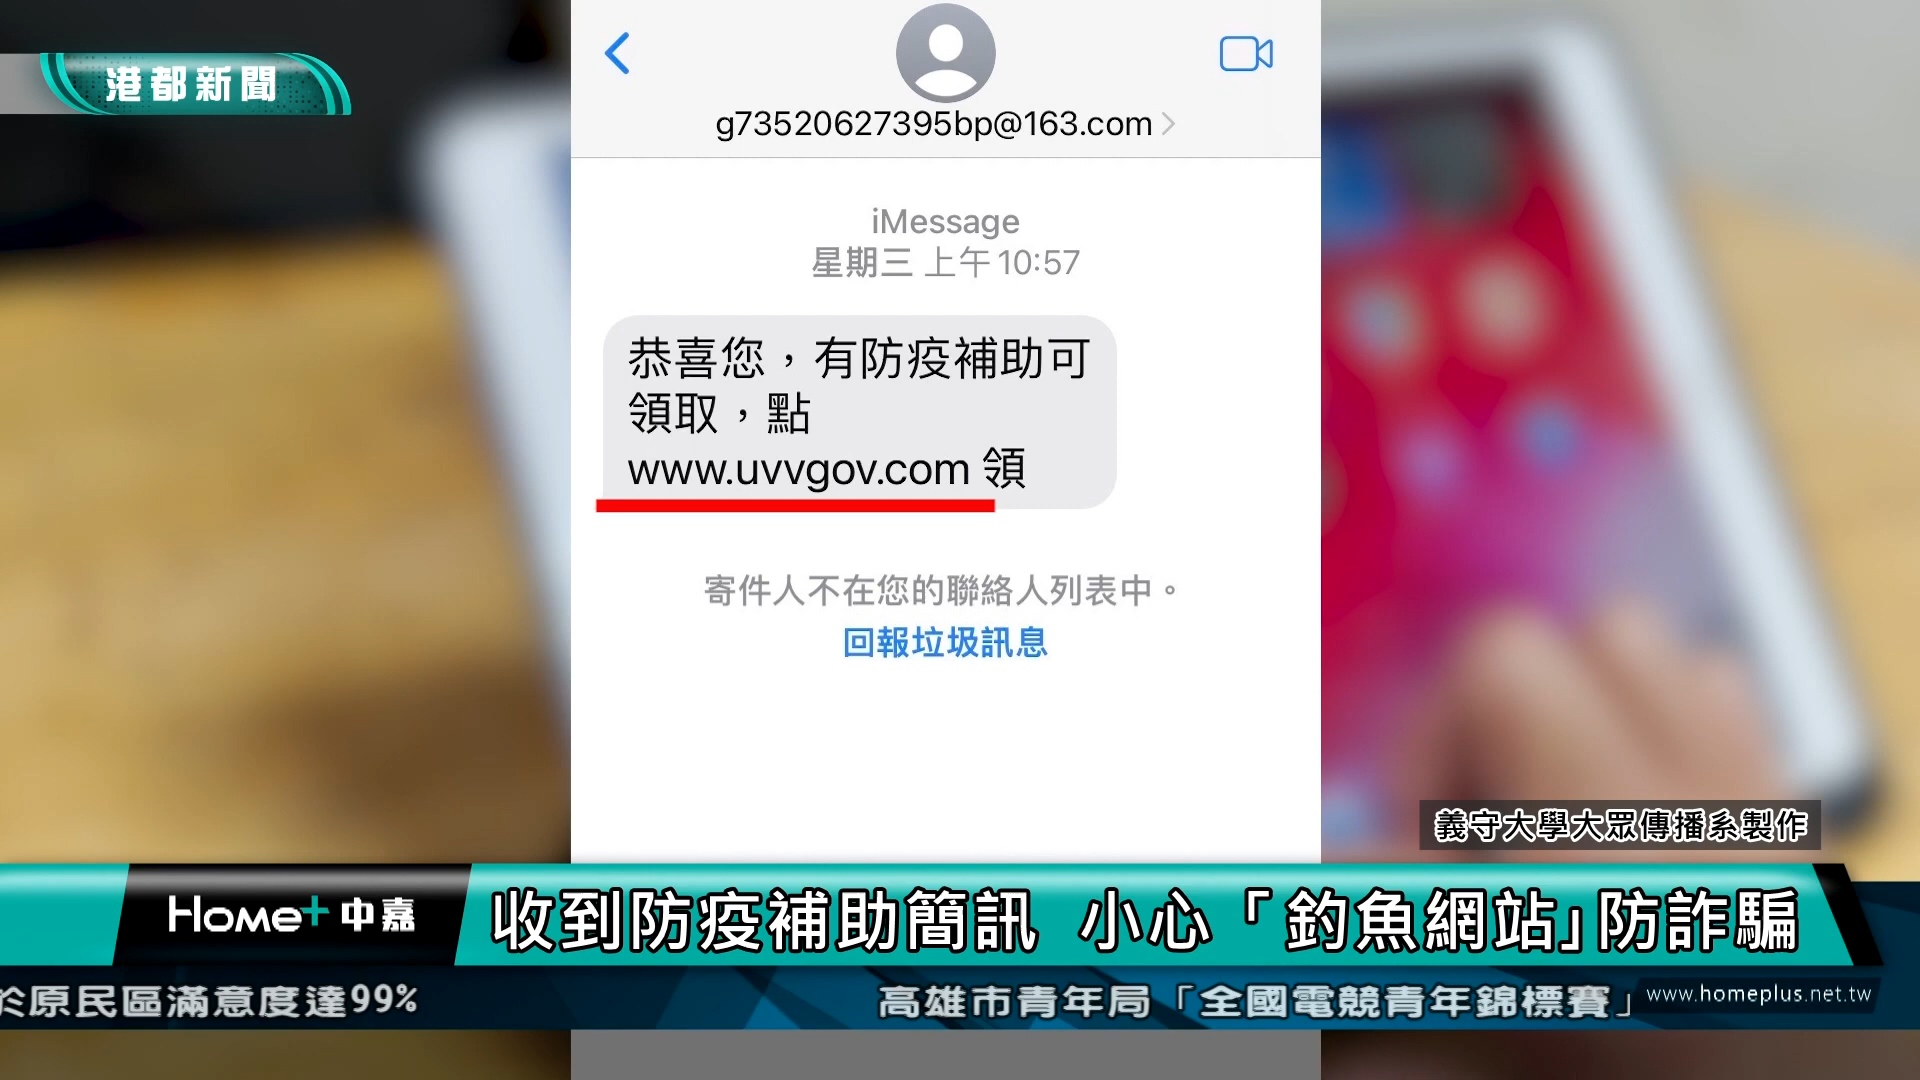 港都新聞
g73520627395bp@163.com
iMessage
星期三 上午10:57
恭喜您，有防疫補助可
領取，點
www.uvvgov.com 領
寄件人不在您的聯絡人列表中。
回報垃圾訊息
義守大學大眾傳播系製作
Home+中嘉
收到防疫補助簡訊 小心「釣魚網站」防詐騙
於原民區滿意度達99% 高雄市青年局「全國電競青年錦標賽」
www.homeplus.net.tw